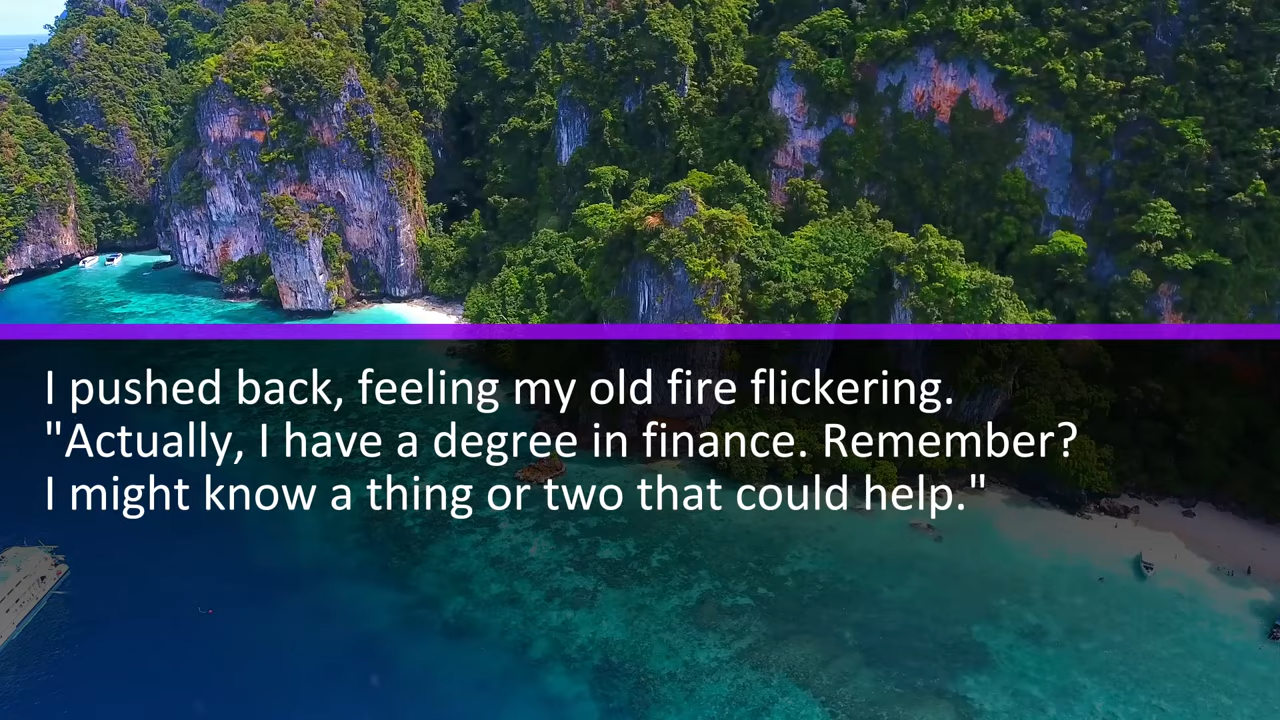 I pushed back, feeling my old fire flickering.
"Actually, I have a degree in finance. Remember?
I might know a thing or two that could help."